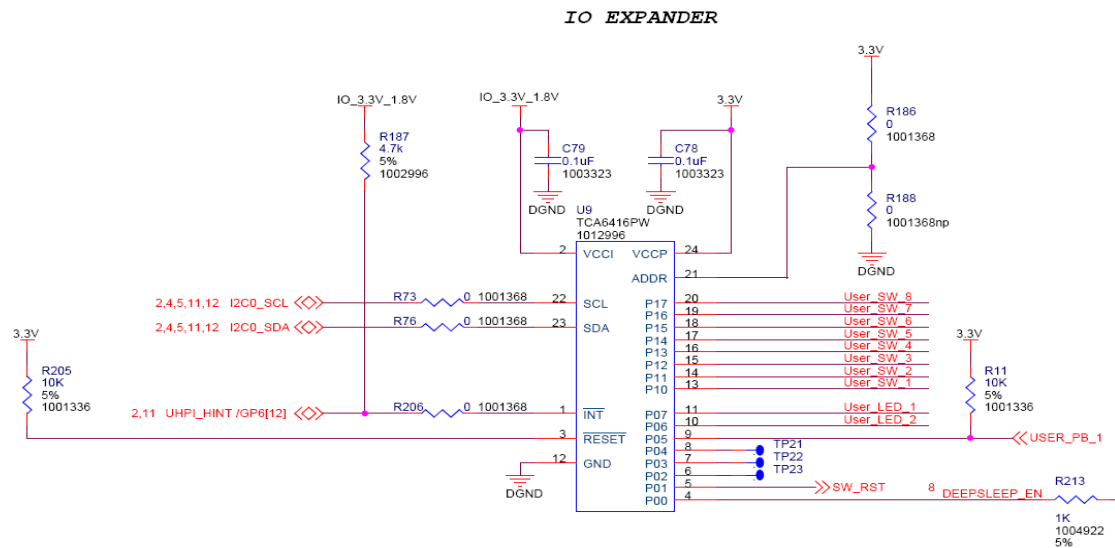 IO EXPANDER
3.3V
IO_3.3V_1.8V
IO_3.3V_1.8V
3.3V
R186
0
1001368
R187
4.7k
5%
1002996
C79
0.1uF
1003323
C78
0.1uF
1003323
DGND
DGND
R188
0
1001368np
DGND
U9
TCA6416PW
1012996
2 VCCI VCCP 24
ADDR 21
2,4,5,11,12 I2C0_SCL R73 0 1001368 22 SCL
2,4,5,11,12 I2C0_SDA R76 0 1001368 23 SDA
P17 20 User_SW_8
P16 19 User_SW_7
P15 18 User_SW_6
P14 17 User_SW_5
P13 16 User_SW_4
P12 15 User_SW_3
P11 14 User_SW_2
P10 13 User_SW_1
3.3V
R205
10K
5%
1001336
3.3V
R11
10K
5%
1001336
2,11 UHPI_HINT /GP6[12] R206 0 1001368 1 INT
3 RESET
12 GND
DGND
P07 11 User_LED_1
P06 10 User_LED_2
P05 9 USER_PB_1
P04 8 TP21
P03 7 TP22
P02 6 TP23
P01 5 SW_RST 8
P00 4 DEEPSLEEP_EN
R213
1K
1004922
5%